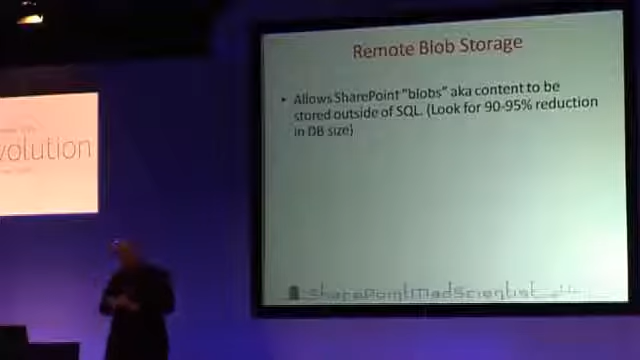 Remote Blob Storage
• Allows SharePoint "blobs" aka content to be
stored outside of SQL. (Look for 90-95% reduction
in DB size)
volution
SharePointMadScientist